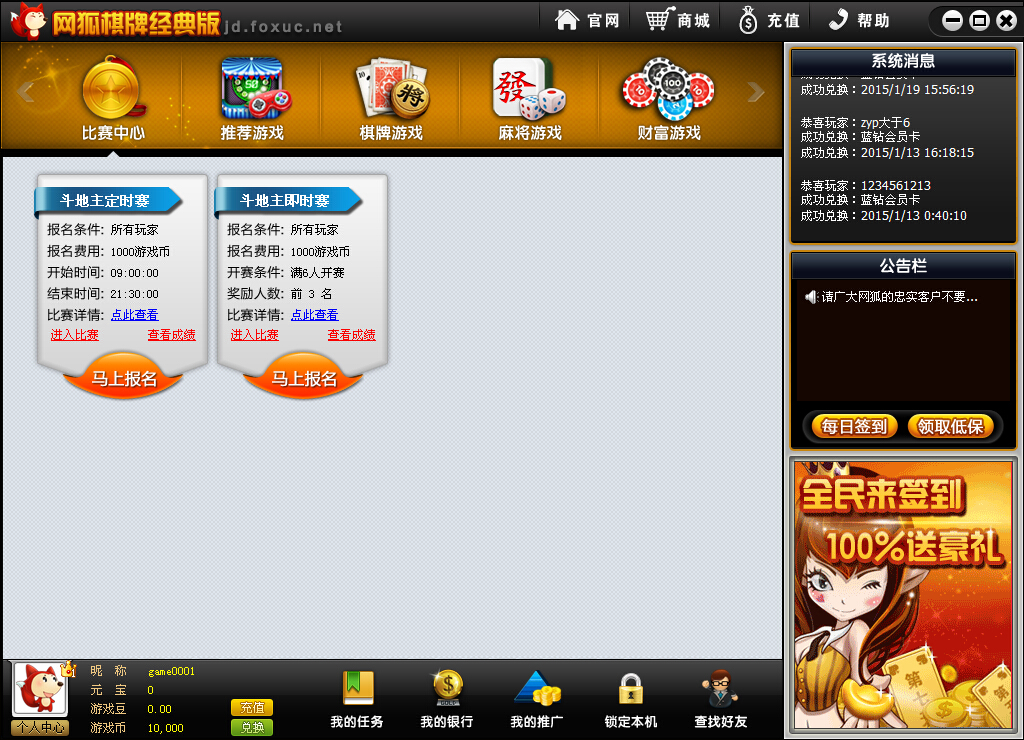 网狐棋牌经典版 jd.foxuc.net
官网 商城 充值 帮助
比赛中心 推荐游戏 棋牌游戏 麻将游戏 财富游戏
斗地主定时赛
报名条件: 所有玩家
报名费用: 1000游戏币
开始时间: 09:00:00
结束时间: 21:30:00
比赛详情: 点此查看
进入比赛 查看成绩
马上报名
斗地主即时赛
报名条件: 所有玩家
报名费用: 1000游戏币
开赛条件: 满6人开赛
奖励人数: 前 3 名
比赛详情: 点此查看
进入比赛 查看成绩
马上报名
系统消息
成功兑换：2015/1/19 15:56:19
恭喜玩家：zyp大于6
成功兑换：蓝钻会员卡
成功兑换：2015/1/13 16:18:15
恭喜玩家：1234561213
成功兑换：蓝钻会员卡
成功兑换：2015/1/13 0:40:10
公告栏
请广大网狐的忠实客户不要...
每日签到 领取低保
全民来签到
100%送豪礼
个人中心
昵 称 game0001
元 宝 0
游戏豆 0.00 充值
游戏币 10,000 兑换
我的任务 我的银行 我的推广 锁定本机 查找好友